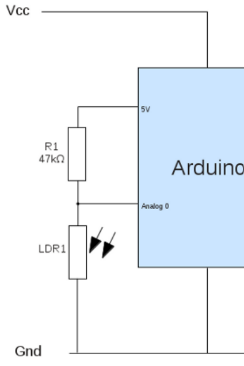 Vcc
5V
R1
47kΩ
Arduino
Analog 0
LDR1
Gnd